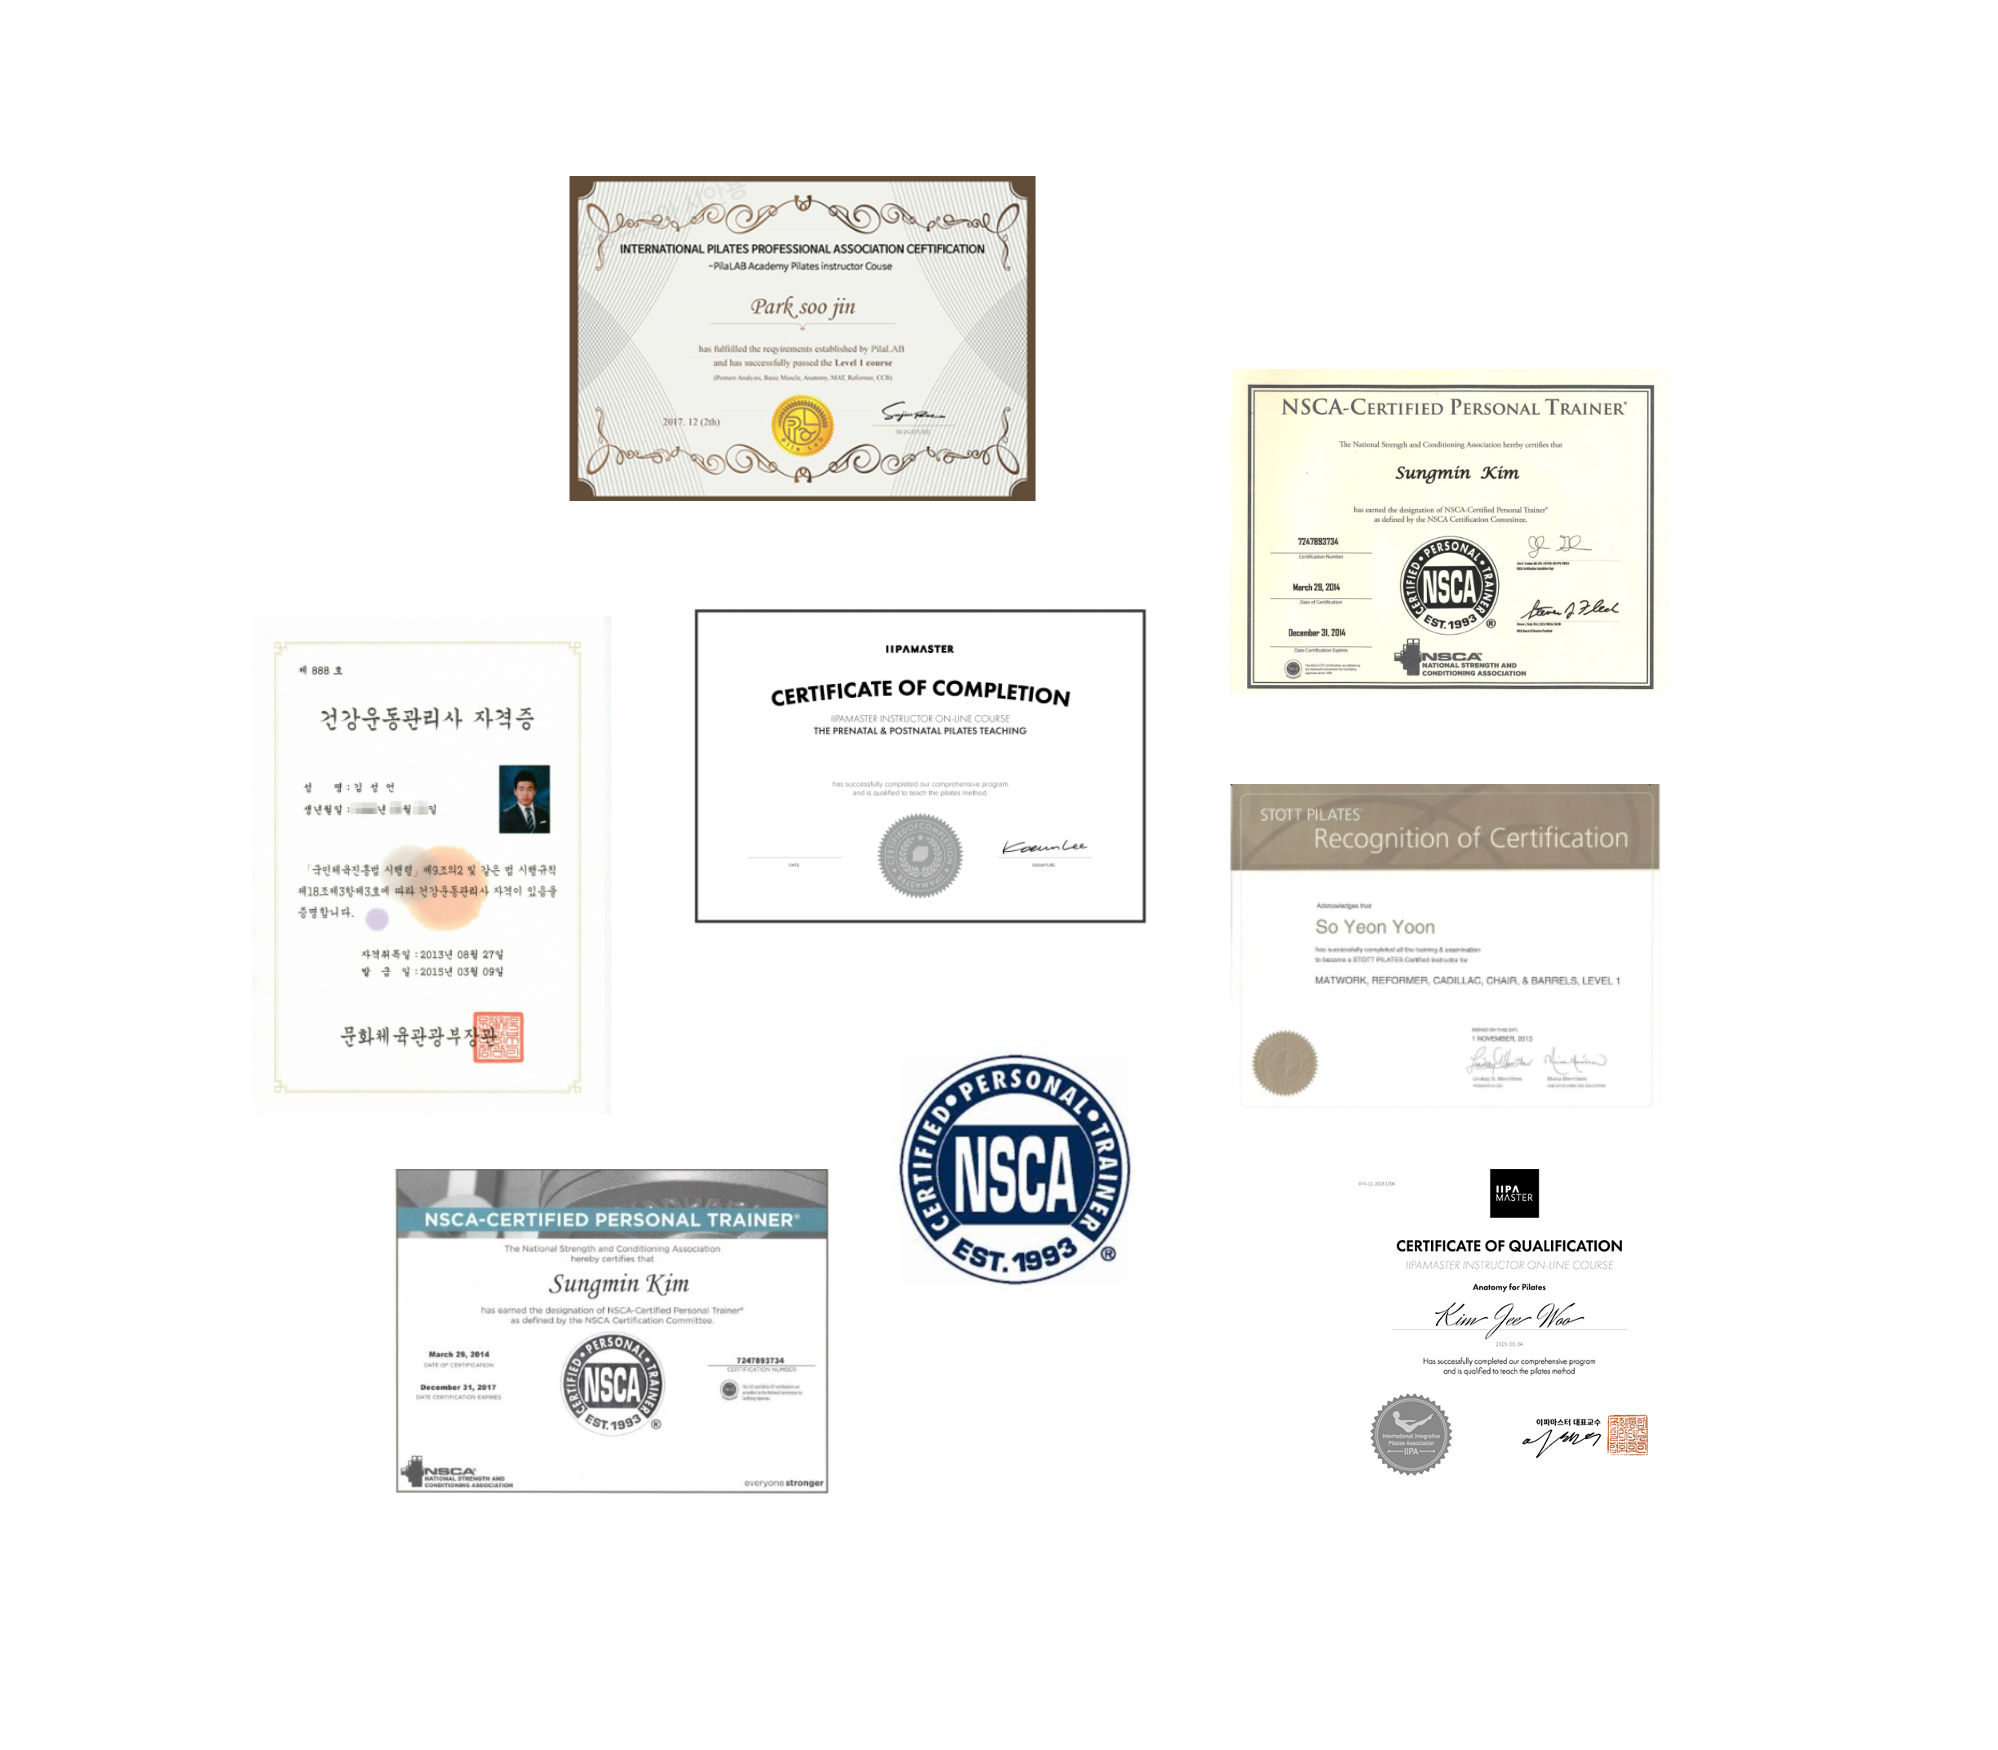 INTERNATIONAL PILATES PROFESSIONAL ASSOCIATION CEFTIFICATION
-PilaLAB Academy Pilates instructor Couse
Park soo jin
has fulfiilled the reqyirements established by PilaLAB
and has successfully passed the Level 1 course
(Posture Analysis, Basic Muscle, Anatomy, MAT, Reformer, CCB)
2017. 12 (2th)
SIGNATURE
NSCA-CERTIFIED PERSONAL TRAINER®
The National Strength and Conditioning Association hereby certifies that
Sungmin Kim
has earned the designation of NSCA-Certified Personal Trainer®
as defined by the NSCA Certification Committee.
7247893734
Certification Number
March 29, 2014
Date of Certification
December 31, 2014
Date Certification Expires
CERTIFIED • PERSONAL • TRAINER
NSCA
EST. 1993 ®
NSCA
NATIONAL STRENGTH AND
CONDITIONING ASSOCIATION
제 888 호
건강운동관리사 자격증
성 명 : 김 성 언
생년월일 : 년 월 일
「국민체육진흥법 시행령」 제9조의2 및 같은 법 시행규칙
제18조제3항제3호에 따라 건강운동관리사 자격이 있음을
증명합니다.
자격취득일 : 2013년 08월 27일
발 급 일 : 2015년 03월 09일
문화체육관광부장관
IIPAMASTER
CERTIFICATE OF COMPLETION
IIPAMASTER INSTRUCTOR ON-LINE COURSE
THE PRENATAL & POSTNATAL PILATES TEACHING
has successfully completed our comprehensive program
and is qualified to teach the pilates method.
DATE
Koeun Lee
SIGNATURE
STOTT PILATES
Recognition of Certification
Acknowledges that
So Yeon Yoon
has successfully completed all the training & examination
to become a STOTT PILATES Certified Instructor for
MATWORK, REFORMER, CADILLAC, CHAIR, & BARRELS, LEVEL 1
1 NOVEMBER, 2013
Lindsay G. Merrithew
Moira Merrithew
CERTIFIED • PERSONAL • TRAINER
NSCA
EST. 1993 ®
NSCA-CERTIFIED PERSONAL TRAINER®
The National Strength and Conditioning Association
hereby certifies that
Sungmin Kim
has earned the designation of NSCA-Certified Personal Trainer®
as defined by the NSCA Certification Committee.
March 29, 2014
DATE OF CERTIFICATION
December 31, 2017
DATE CERTIFICATION EXPIRES
CERTIFIED • PERSONAL • TRAINER
NSCA
EST. 1993 ®
7247893734
CERTIFICATION NUMBER
NSCA
NATIONAL STRENGTH AND
CONDITIONING ASSOCIATION
everyone stronger
IIPA
MASTER
CERTIFICATE OF QUALIFICATION
IIPAMASTER INSTRUCTOR ON-LINE COURSE
Anatomy for Pilates
Kim Jee Woo
2019. 03. 04
Has successfully completed our comprehensive program
and is qualified to teach the pilates method
International Integrative
Pilates Association
IIPA
이파마스터 대표교수